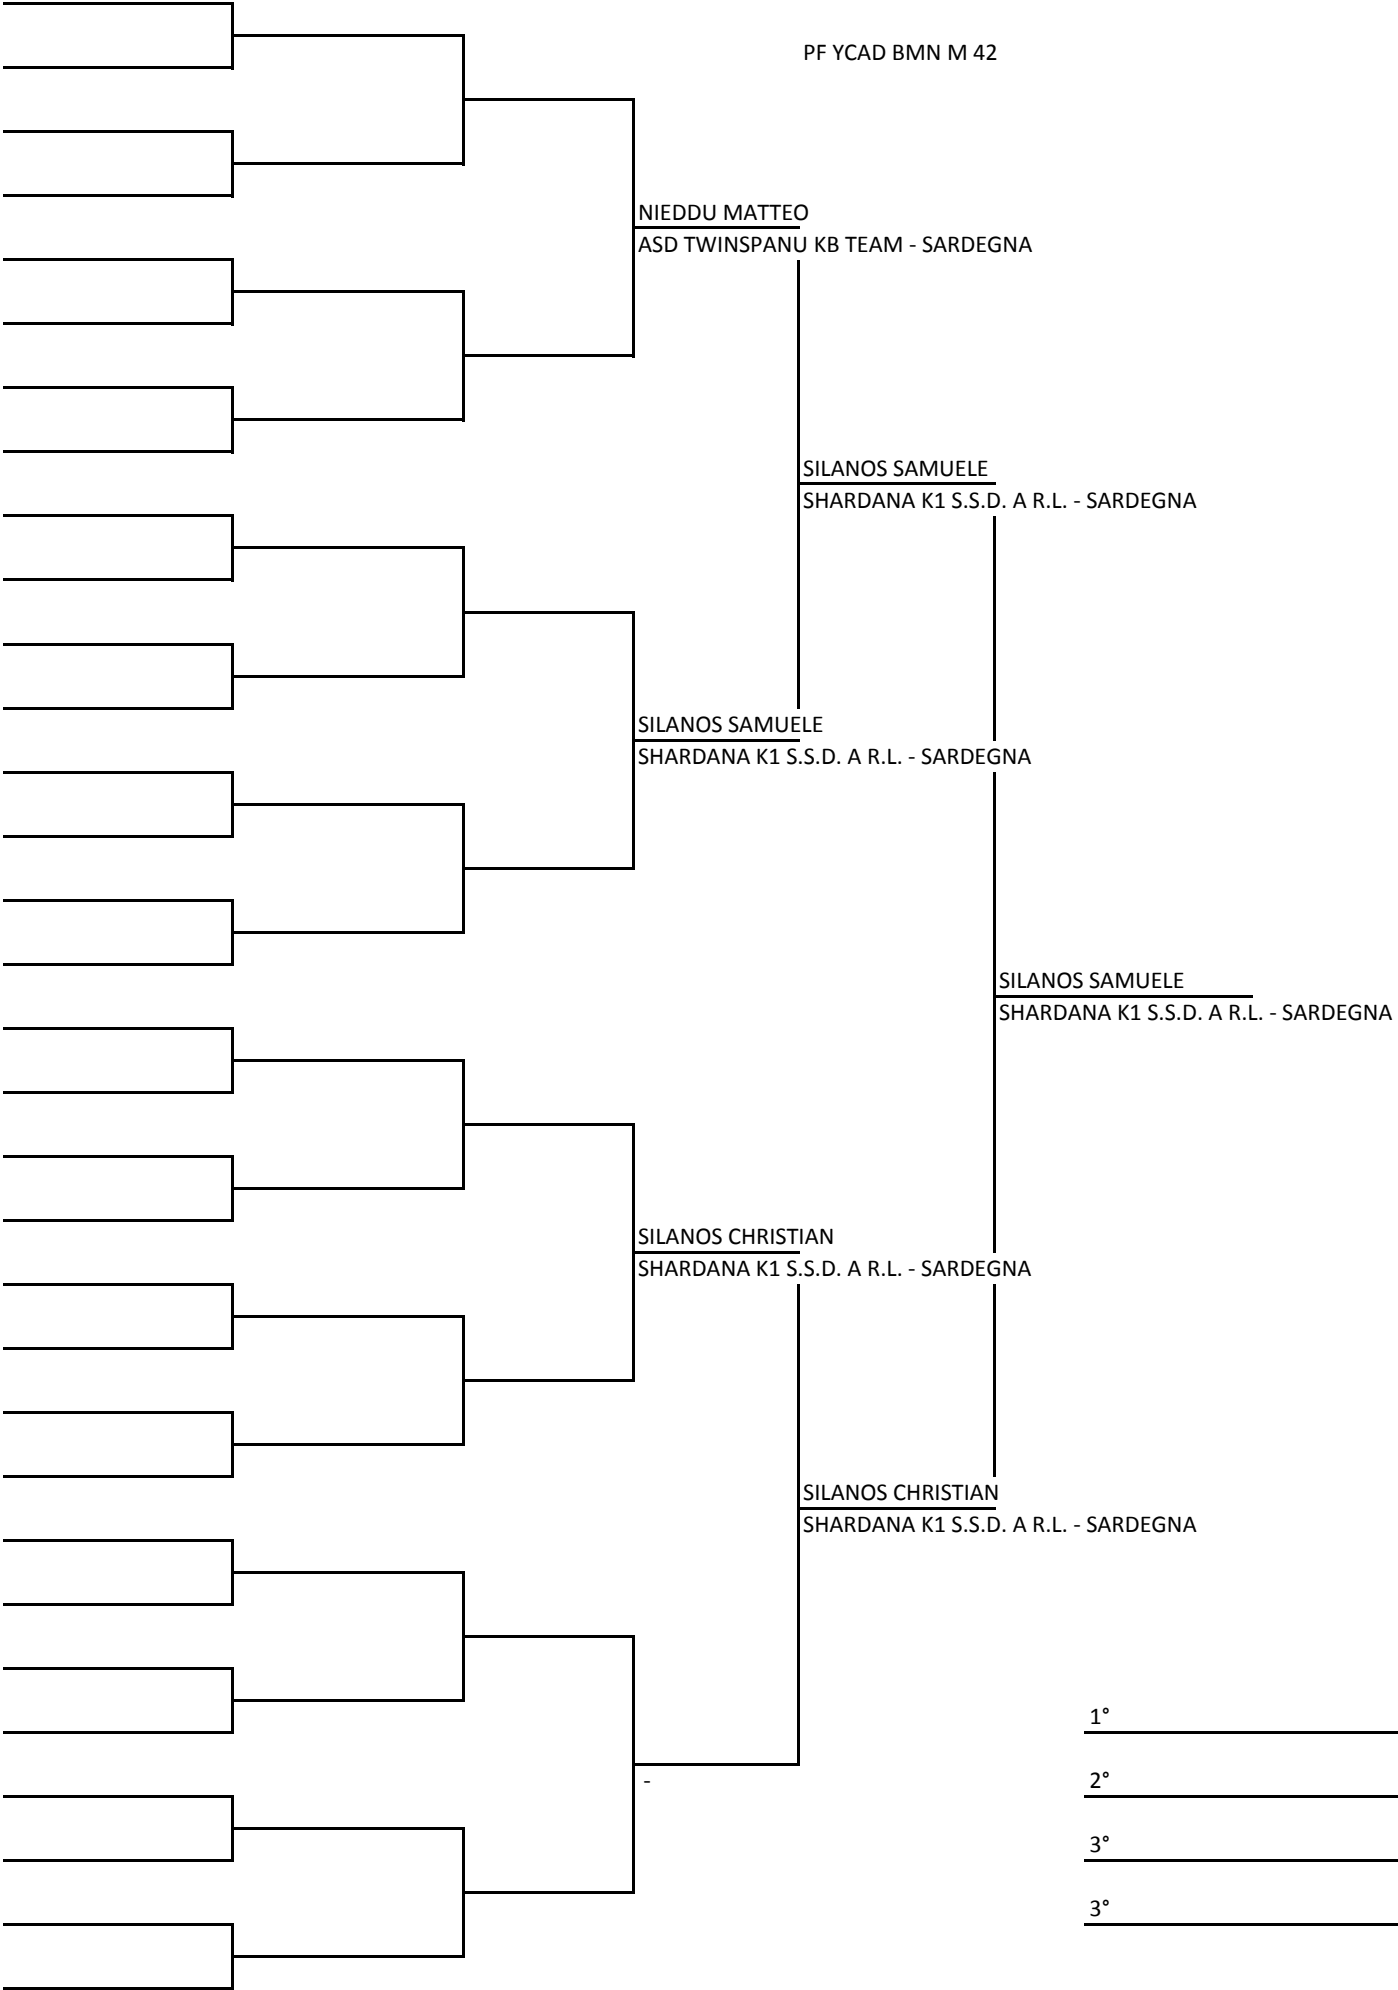 PF YCAD BMN M 42
NIEDDU MATTEO
ASD TWINSPANU KB TEAM - SARDEGNA
SILANOS SAMUELE
SHARDANA K1 S.S.D. A R.L. - SARDEGNA
SILANOS SAMUELE
SHARDANA K1 S.S.D. A R.L. - SARDEGNA
SILANOS SAMUELE
SHARDANA K1 S.S.D. A R.L. - SARDEGNA
SILANOS CHRISTIAN
SHARDANA K1 S.S.D. A R.L. - SARDEGNA
SILANOS CHRISTIAN
SHARDANA K1 S.S.D. A R.L. - SARDEGNA
1°
-
2°
3°
3°